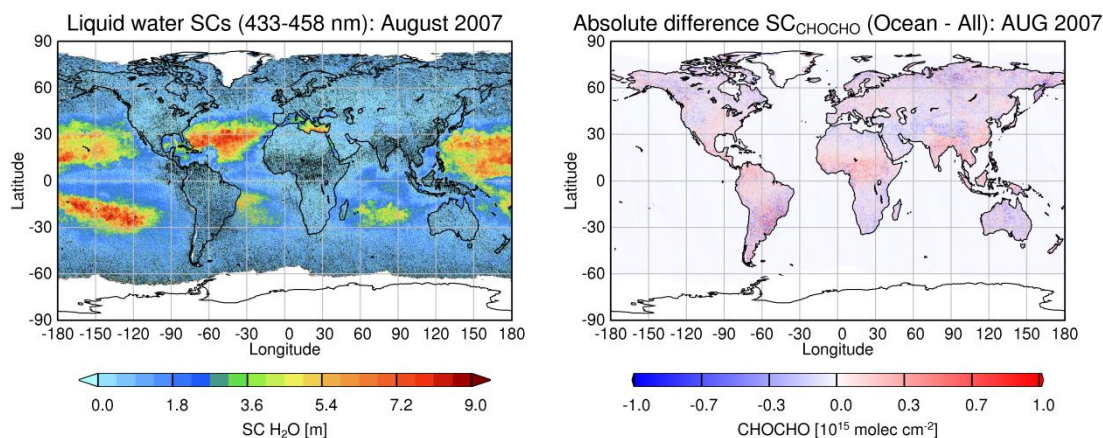 Liquid water SCs (433-458 nm): August 2007
90
60
30
0
-30
-60
-90
Latitude
-180 -150 -120 -90 -60 -30 0 30 60 90 120 150 180
Longitude
0.0 1.8 3.6 5.4 7.2 9.0
SC H₂O [m]
Absolute difference SC_CHOCHO (Ocean - All): AUG 2007
90
60
30
0
-30
-60
-90
Latitude
-180 -150 -120 -90 -60 -30 0 30 60 90 120 150 180
Longitude
-1.0 -0.7 -0.3 0.0 0.3 0.7 1.0
CHOCHO [10¹⁵ molec cm⁻²]